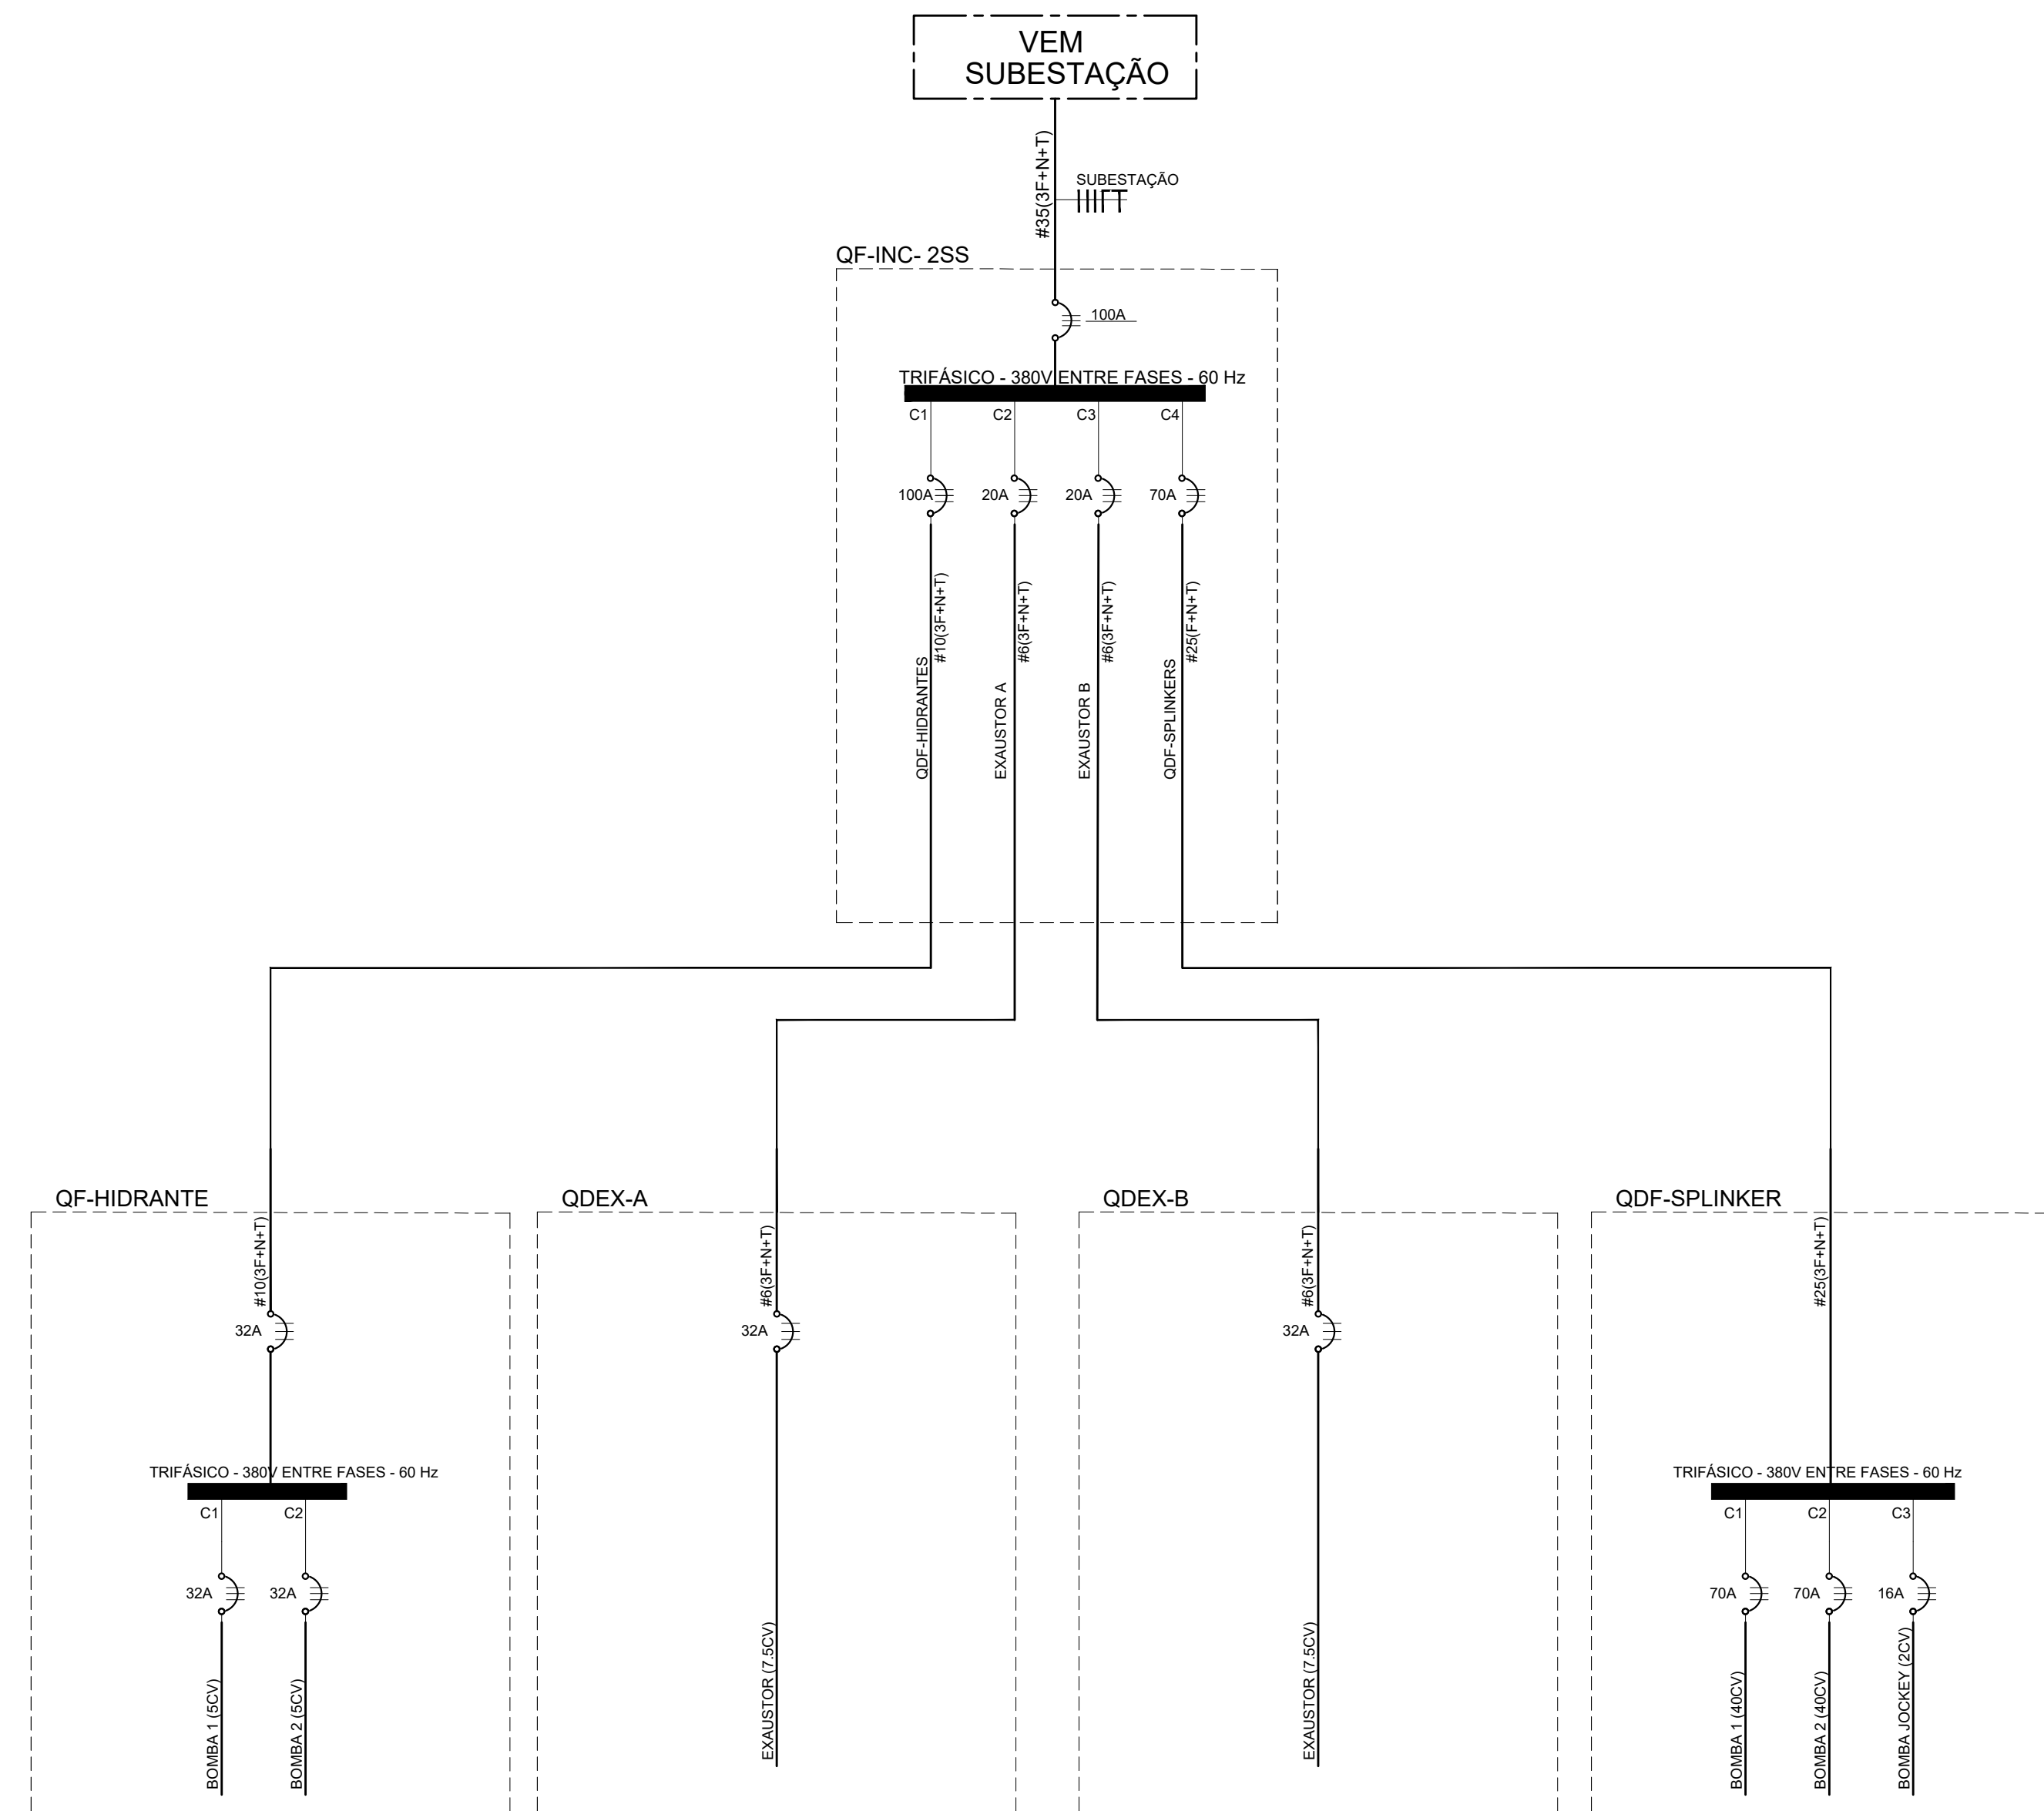 VEM
SUBESTAÇÃO
#35(3F+N+T)
SUBESTAÇÃO
QF-INC- 2SS
100A
TRIFÁSICO - 380V ENTRE FASES - 60 Hz
C1
C2
C3
C4
100A
20A
20A
70A
#10(3F+N+T)
#6(3F+N+T)
#6(3F+N+T)
#25(F+N+T)
QDF-HIDRANTES
EXAUSTOR A
EXAUSTOR B
QDF-SPLINKERS
QF-HIDRANTE
#10(3F+N+T)
32A
TRIFÁSICO - 380V ENTRE FASES - 60 Hz
C1
C2
32A
32A
BOMBA 1 (5CV)
BOMBA 2 (5CV)
QDEX-A
#6(3F+N+T)
32A
EXAUSTOR (7.5CV)
QDEX-B
#6(3F+N+T)
32A
EXAUSTOR (7.5CV)
QDF-SPLINKER
#25(3F+N+T)
TRIFÁSICO - 380V ENTRE FASES - 60 Hz
C1
C2
C3
70A
70A
16A
BOMBA 1 (40CV)
BOMBA 2 (40CV)
BOMBA JOCKEY (2CV)